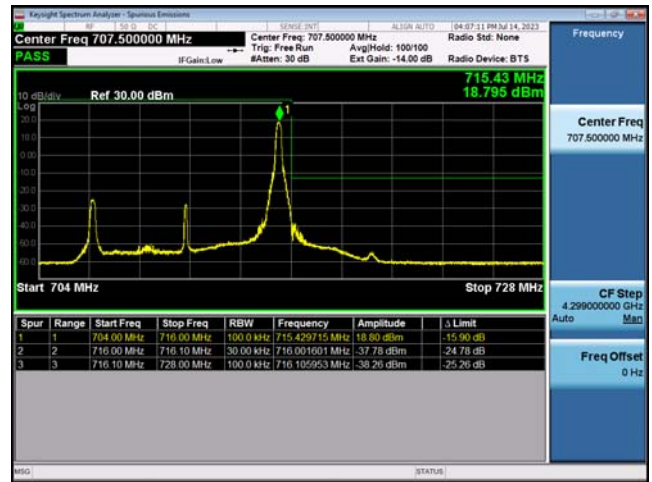 Keysight Spectrum Analyzer - Spurious Emissions
RF 50 Ω DC SENSE:INT ALIGN AUTO 04:07:11 PM Jul 14, 2023
Center Freq 707.500000 MHz
Center Freq: 707.500000 MHz
Radio Std: None
Trig: Free Run Avg|Hold: 100/100
PASS
IFGain:Low
#Atten: 30 dB Ext Gain: -14.00 dB Radio Device: BTS
715.43 MHz
18.795 dBm
10 dB/div Ref 30.00 dBm
Log
1
20.0
10.0
0.00
-10.0
-20.0
-30.0
-40.0
-50.0
-60.0
Start 704 MHz Stop 728 MHz
Spur Range Start Freq Stop Freq RBW Frequency Amplitude Δ Limit
1 1 704.00 MHz 716.00 MHz 100.0 kHz 715.429715 MHz 18.80 dBm -15.90 dB
2 2 716.00 MHz 716.10 MHz 30.00 kHz 716.001601 MHz -37.78 dBm -24.78 dB
3 3 716.10 MHz 728.00 MHz 100.0 kHz 716.105953 MHz -38.26 dBm -25.26 dB
MSG STATUS
Frequency
Center Freq
707.500000 MHz
CF Step
4.299000000 GHz
Auto Man
Freq Offset
0 Hz